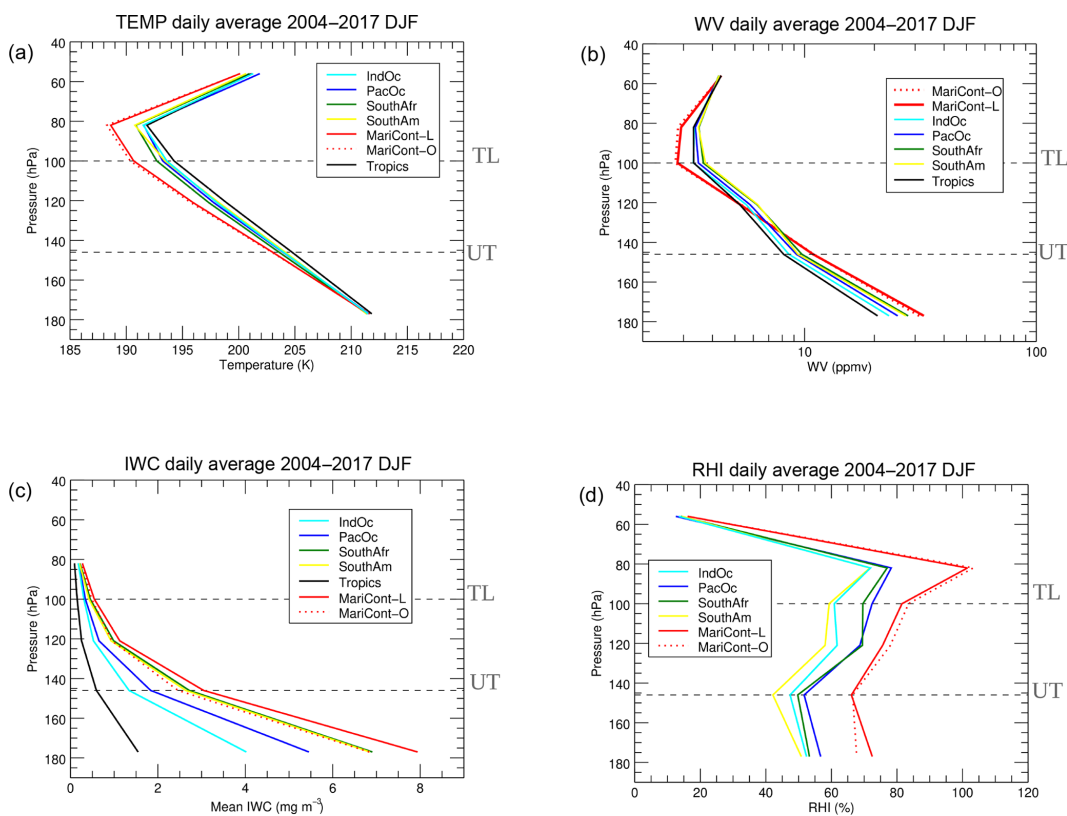 TEMP daily average 2004–2017 DJF
(a)
40
60
80
100
120
140
160
180
Pressure (hPa)
IndOc
PacOc
SouthAfr
SouthAm
MariCont–L
MariCont–O
Tropics
TL
UT
185 190 195 200 205 210 215 220
Temperature (K)
WV daily average 2004–2017 DJF
(b)
40
60
80
100
120
140
160
180
Pressure (hPa)
MariCont–O
MariCont–L
IndOc
PacOc
SouthAfr
SouthAm
Tropics
TL
UT
10 100
WV (ppmv)
IWC daily average 2004–2017 DJF
(c)
40
60
80
100
120
140
160
180
Pressure (hPa)
IndOc
PacOc
SouthAfr
SouthAm
Tropics
MariCont–L
MariCont–O
TL
UT
0 2 4 6 8
Mean IWC (mg m⁻³)
RHI daily average 2004–2017 DJF
(d)
40
60
80
100
120
140
160
180
Pressure (hPa)
IndOc
PacOc
SouthAfr
SouthAm
MariCont–L
MariCont–O
TL
UT
0 20 40 60 80 100 120
RHI (%)